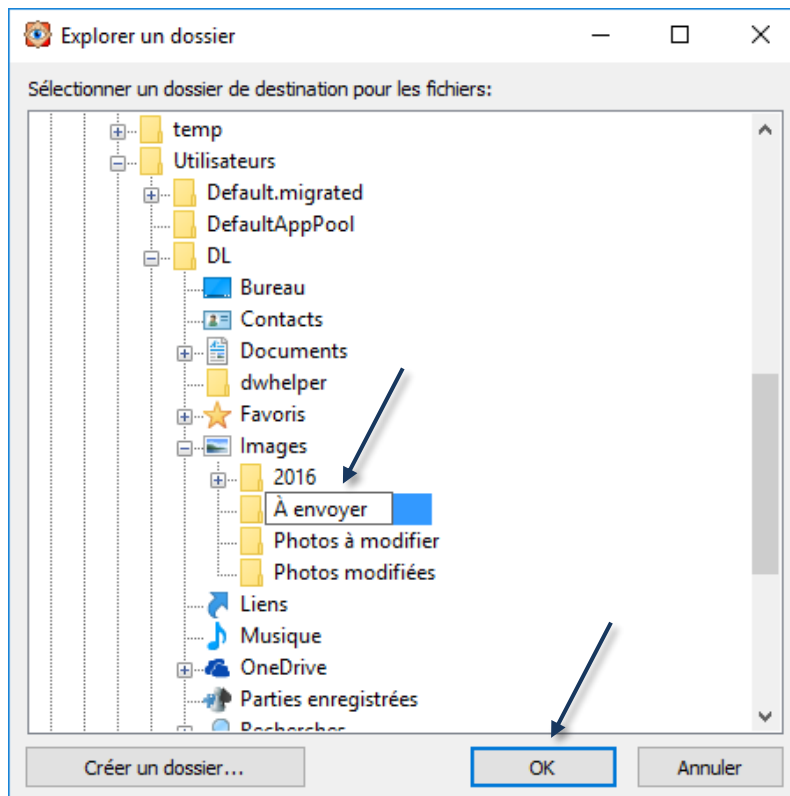 Explorer un dossier
Sélectionner un dossier de destination pour les fichiers:
temp
Utilisateurs
Default.migrated
DefaultAppPool
DL
Bureau
Contacts
Documents
dwhelper
Favoris
Images
2016
À envoyer
Photos à modifier
Photos modifiées
Liens
Musique
OneDrive
Parties enregistrées
Recherches
Créer un dossier... OK Annuler